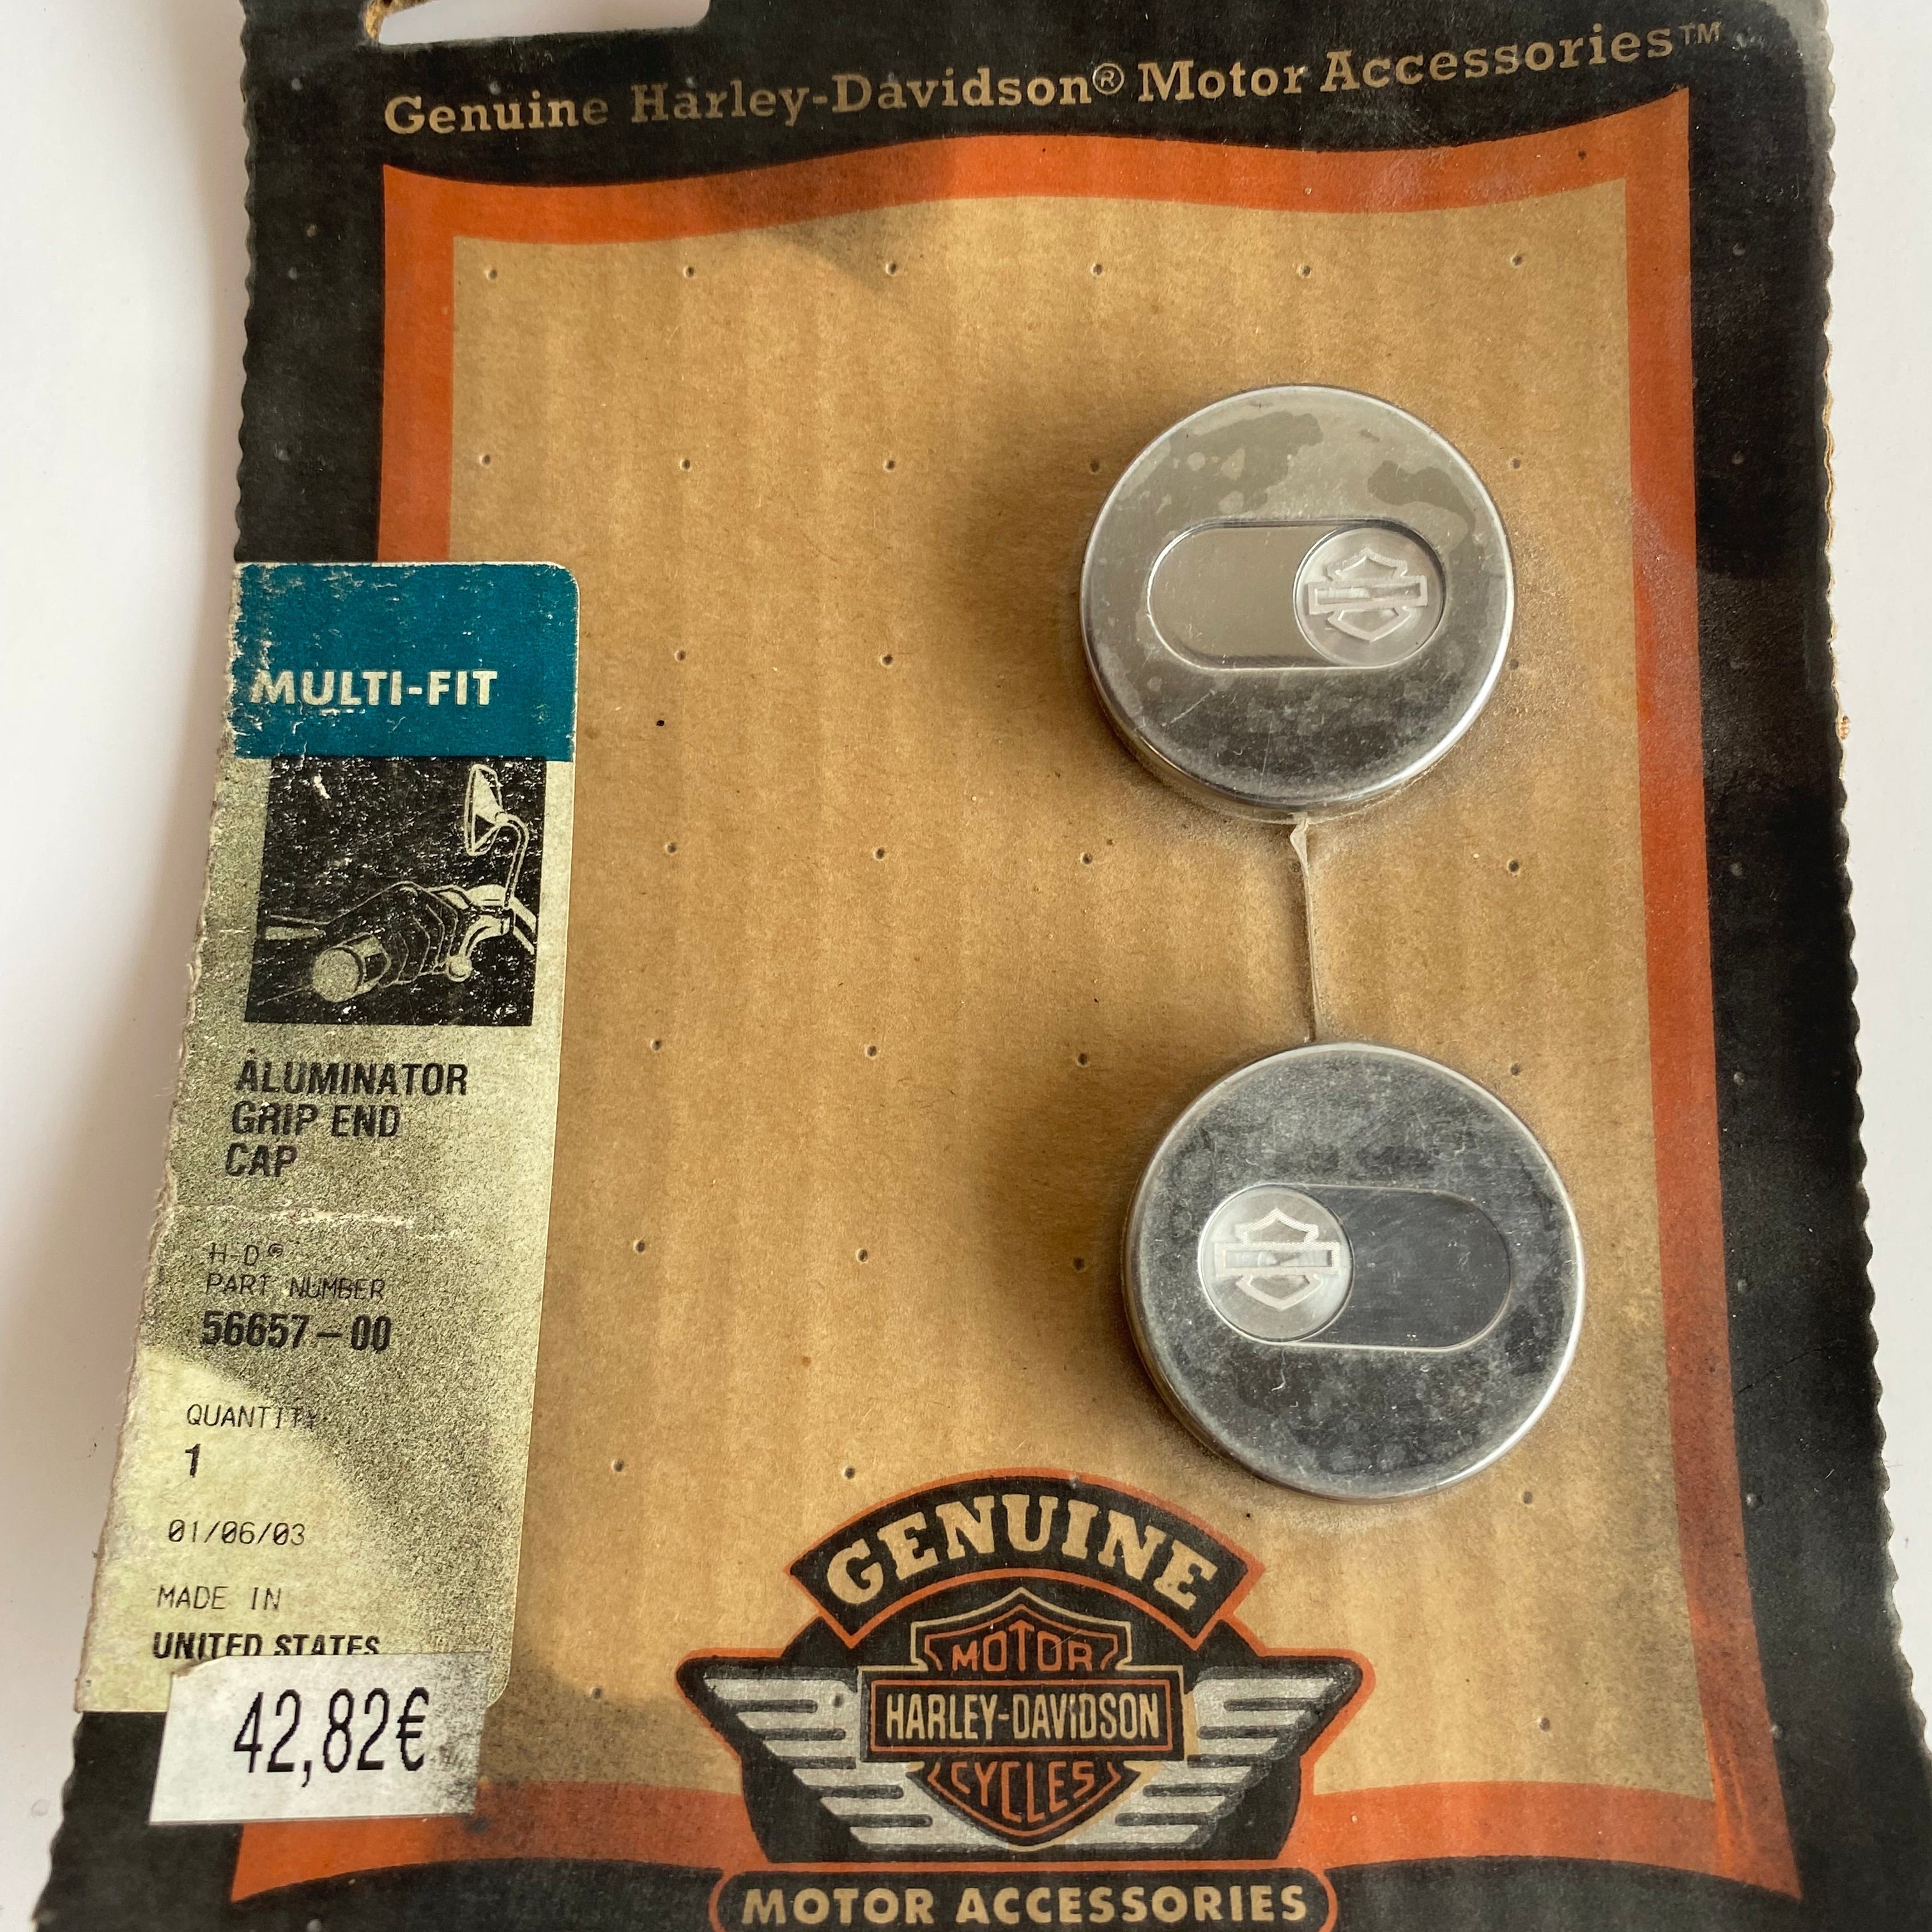 Genuine Harley-Davidson® Motor Accessories™
MULTI-FIT
ALUMINATOR
GRIP END
CAP
H-D®
PART NUMBER
56657-00
QUANTITY
1
01/06/03
MADE IN
UNITED STATES
42,82€
GENUINE
MOTOR
HARLEY-DAVIDSON
CYCLES
MOTOR ACCESSORIES